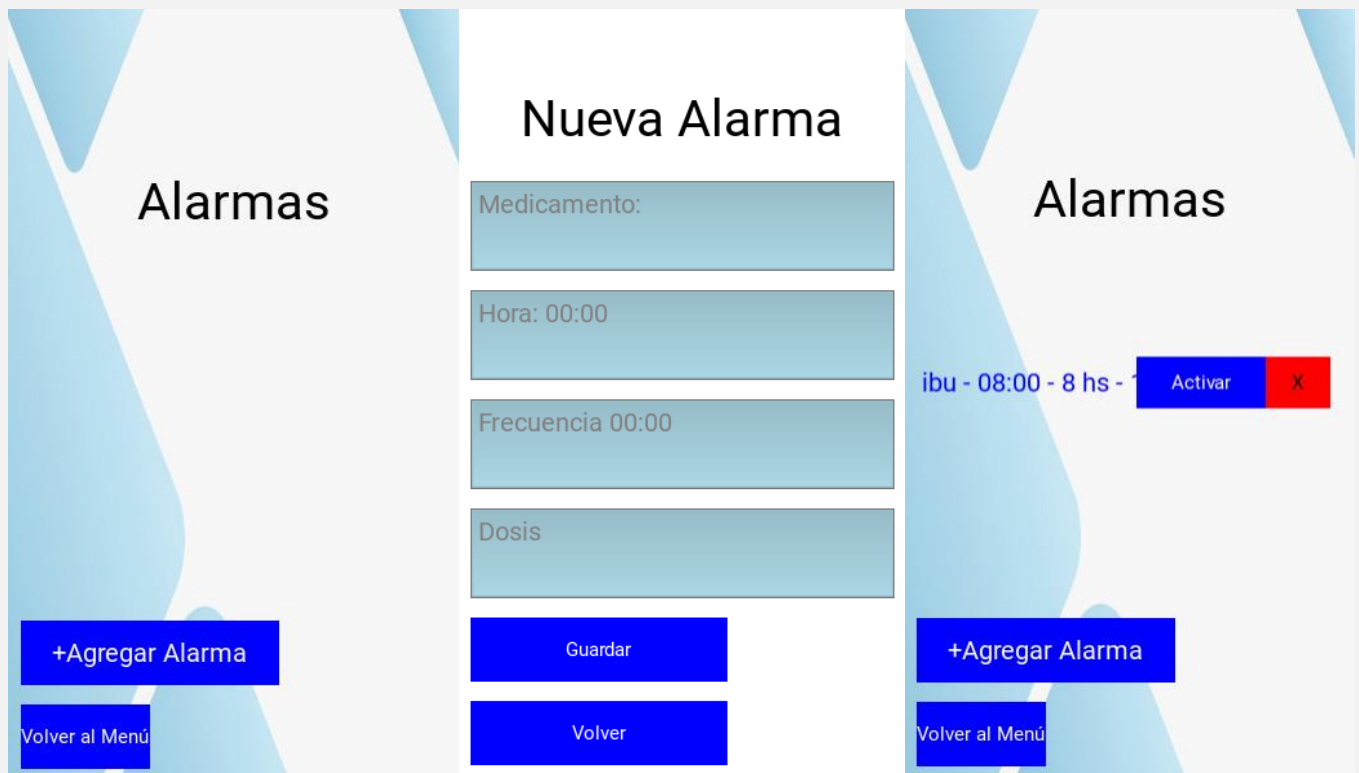 Alarmas
+Agregar Alarma
Volver al Menú
Nueva Alarma
Medicamento:
Hora: 00:00
Frecuencia 00:00
Dosis
Guardar
Volver
Alarmas
ibu - 08:00 - 8 hs -
Activar
X
+Agregar Alarma
Volver al Menú